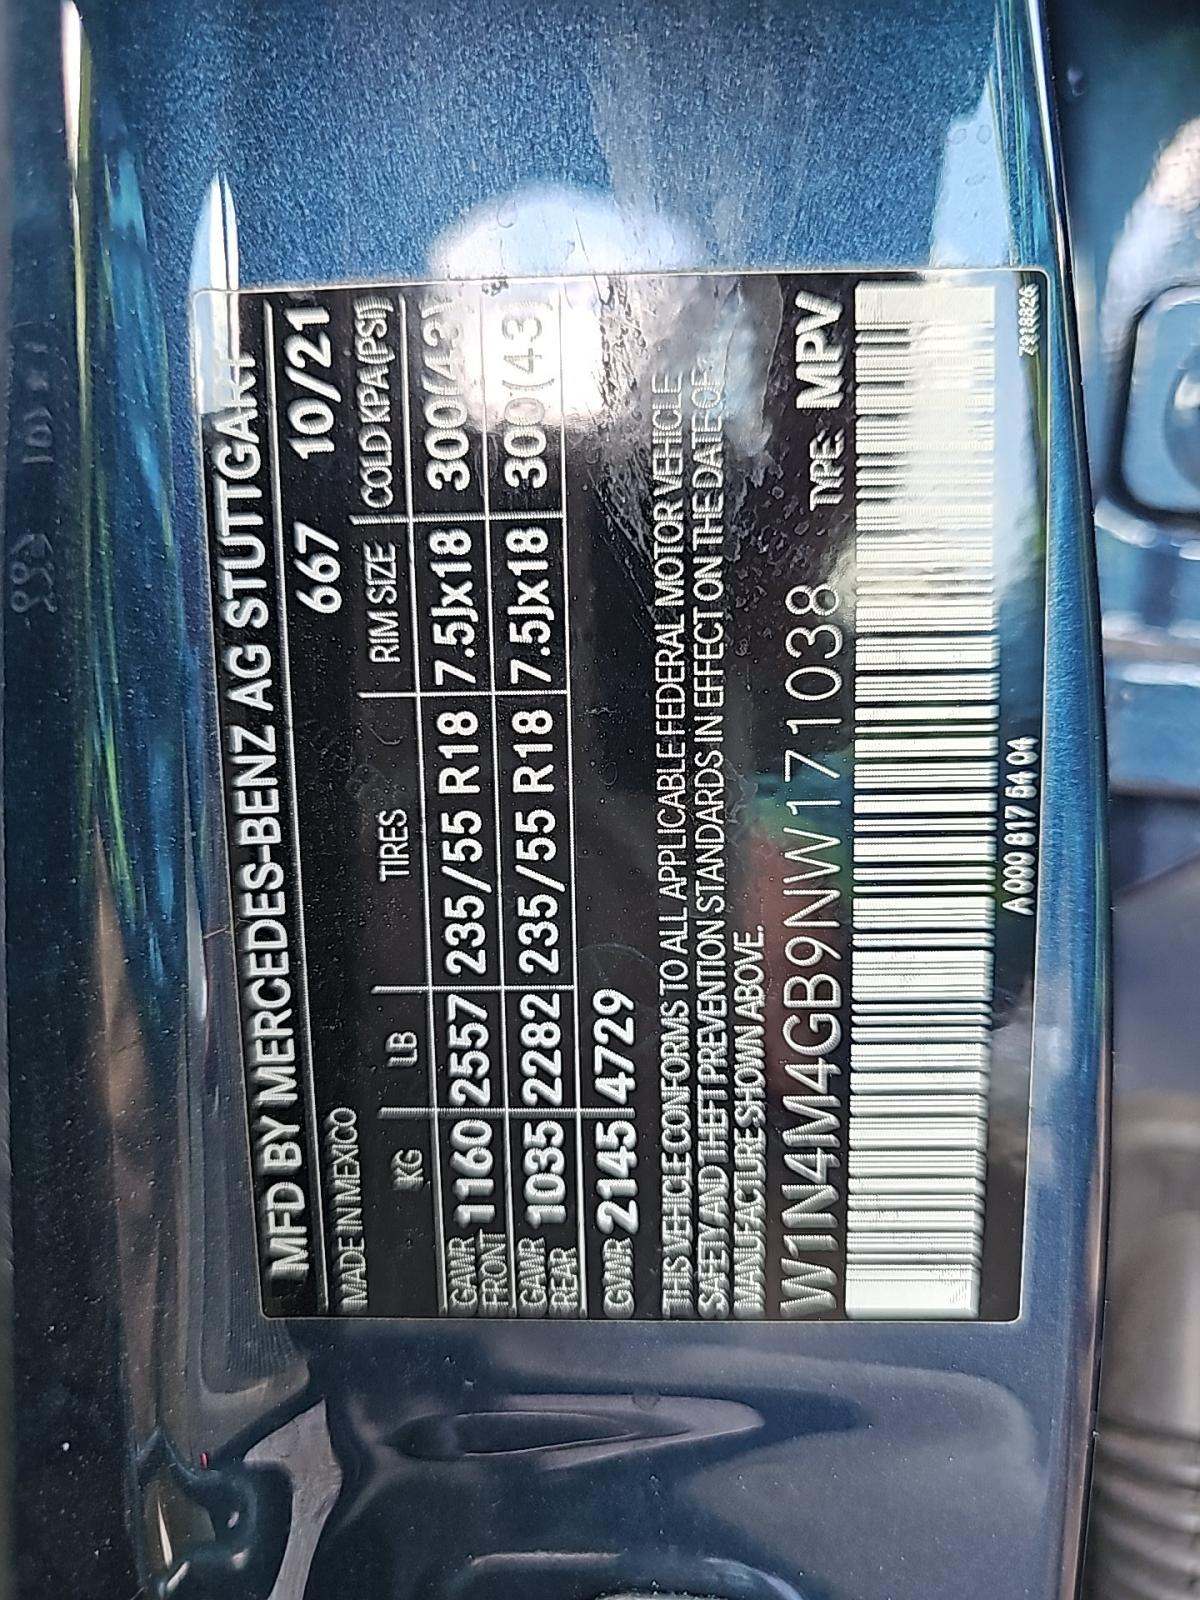 MFD BY MERCEDES-BENZ AG STUTTGART
MADE IN MEXICO 667 10/21
KG LB TIRES RIM SIZE COLD KPA(PSI)
GAWR FRONT 1160 2557 235/55 R18 7.5Jx18 300(43)
GAWR REAR 1035 2282 235/55 R18 7.5Jx18 300(43)
GVWR 2145 4729
THIS VEHICLE CONFORMS TO ALL APPLICABLE FEDERAL MOTOR VEHICLE
SAFETY AND THEFT PREVENTION STANDARDS IN EFFECT ON THE DATE OF
MANUFACTURE SHOWN ABOVE.
W1N4M4GB9NW171038 TYPE: MPV
A 000 817 54 04